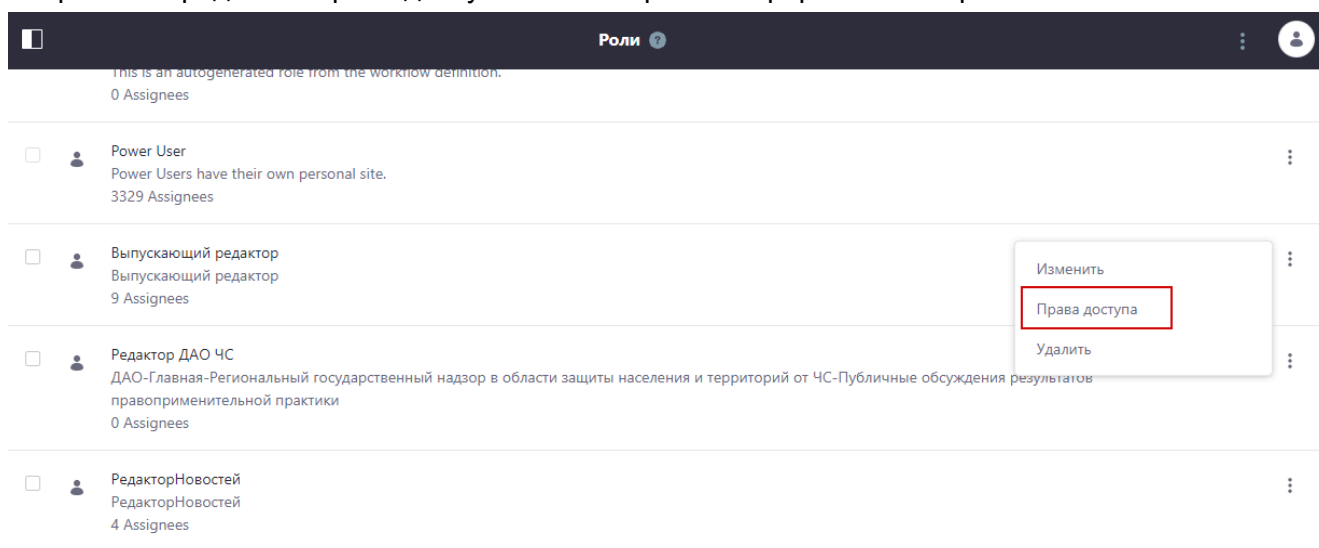 Роли ?
This is an autogenerated role from the workflow definition.
0 Assignees
Power User
Power Users have their own personal site.
3329 Assignees
Выпускающий редактор
Выпускающий редактор
9 Assignees
Изменить
Права доступа
Удалить
Редактор ДАО ЧС
ДАО-Главная-Региональный государственный надзор в области защиты населения и территорий от ЧС-Публичные обсуждения результатов
правоприменительной практики
0 Assignees
РедакторНовостей
РедакторНовостей
4 Assignees